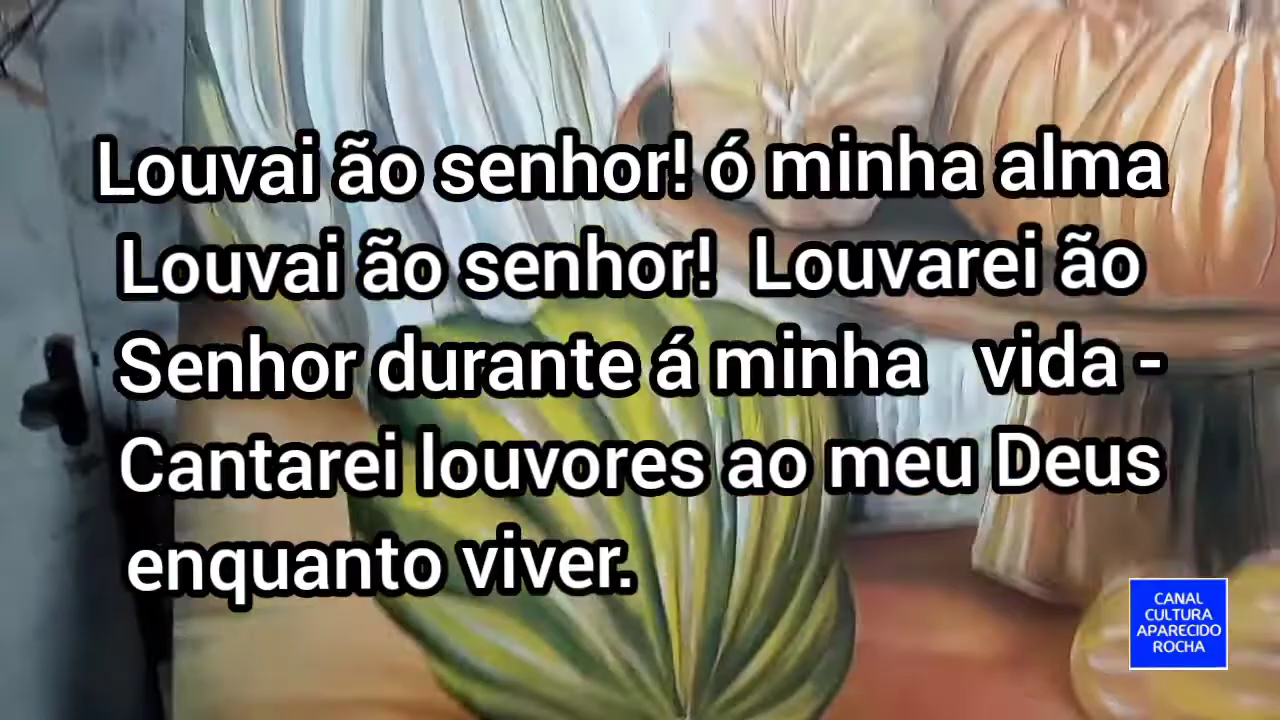 Louvai ão senhor! ó minha alma
Louvai ão senhor! Louvarei ão
Senhor durante á minha vida -
Cantarei louvores ao meu Deus
enquanto viver.
CANAL
CULTURA
APARECIDO
ROCHA